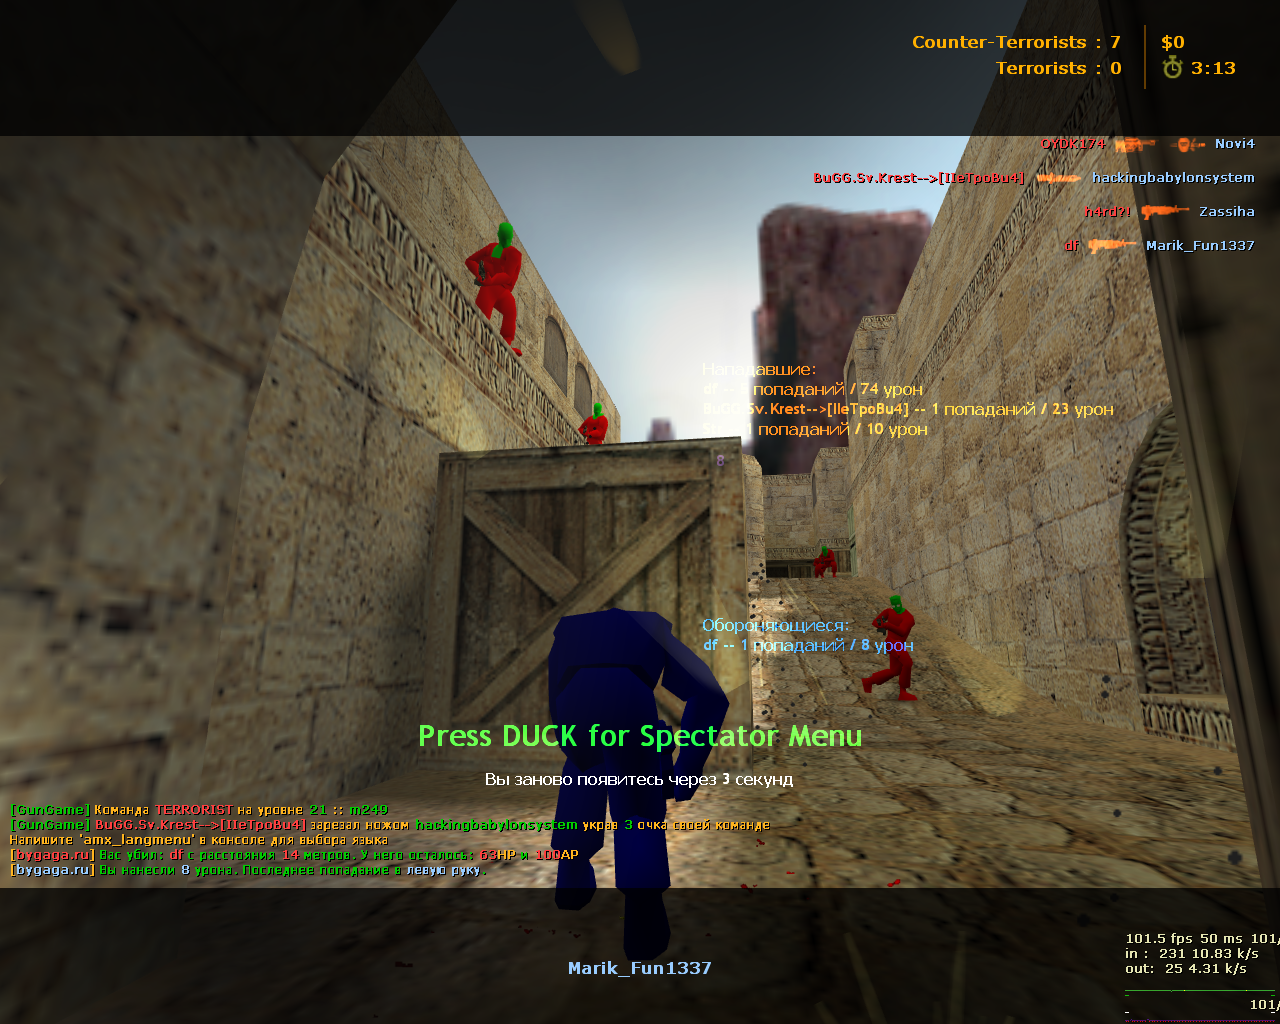 Counter-Terrorists : 7 $0
Terrorists : 0 3:13
OYDK174 Novi4
BuGG.Sv.Krest-->[IIeTpoBu4] hackingbabylonsystem
h4rd?! Zassiha
df Marik_Fun1337
Нападавшие:
df -- попаданий / 74 урон
BuGG.Sv.Krest-->[IIeTpoBu4] -- 1 попаданий / 23 урон
1 попаданий / 10 урон
8
Обороняющиеся:
df -- 1 попаданий / 8 урон
Press DUCK for Spectator Menu
Вы заново появитесь через 3 секунд
[GunGame] Команда TERRORIST на уровне 21 :: m249
[GunGame] BuGG.Sv.Krest-->[IIeTpoBu4] зарезал ножом hackingbabylonsystem украв 3 очка своей команде
Напишите 'amx_langmenu' в консоле для выбора языка
[bygaga.ru] Вас убил: df с расстояния 14 метров. У него осталось: 63HP и 100AP
[bygaga.ru] Вы нанесли 8 урона. Последнее попадание в левую руку.
Marik_Fun1337
101.5 fps 50 ms 101/
in : 231 10.83 k/s
out: 25 4.31 k/s
101/